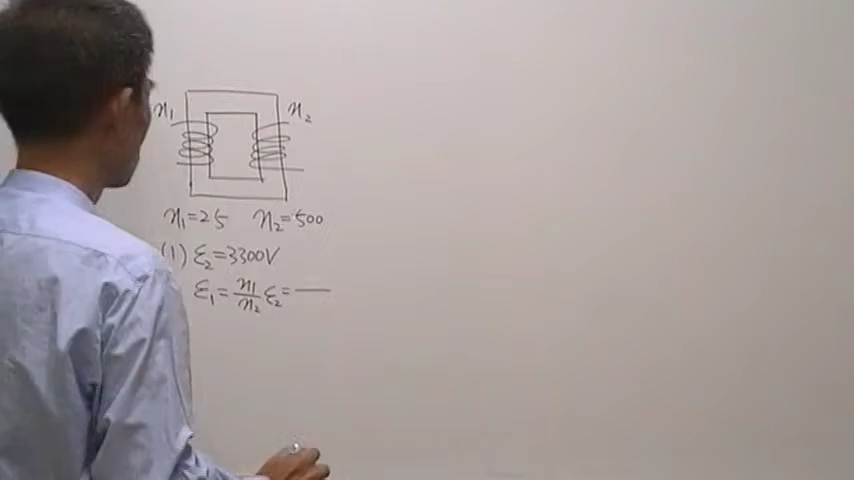 n₁ n₂
n₁=25 n₂=500
(1) ε₂=3300V
ε₁= n₁/n₂ ε₂=